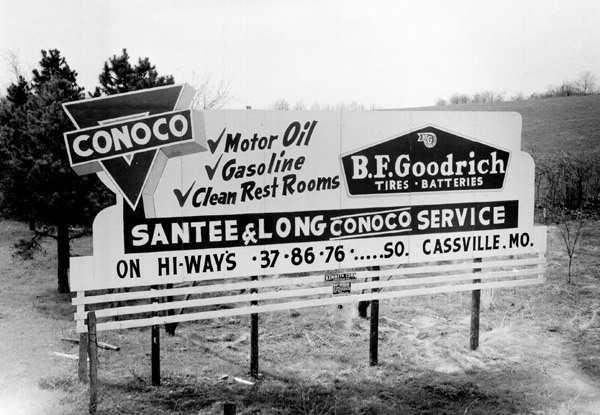 CONOCO
✓Motor Oil
✓Gasoline
✓Clean Rest Rooms
B.F.Goodrich
TIRES · BATTERIES
SANTEE & LONG CONOCO SERVICE
ON HI-WAY'S ·37·86·76·.....SO. CASSVILLE, MO.